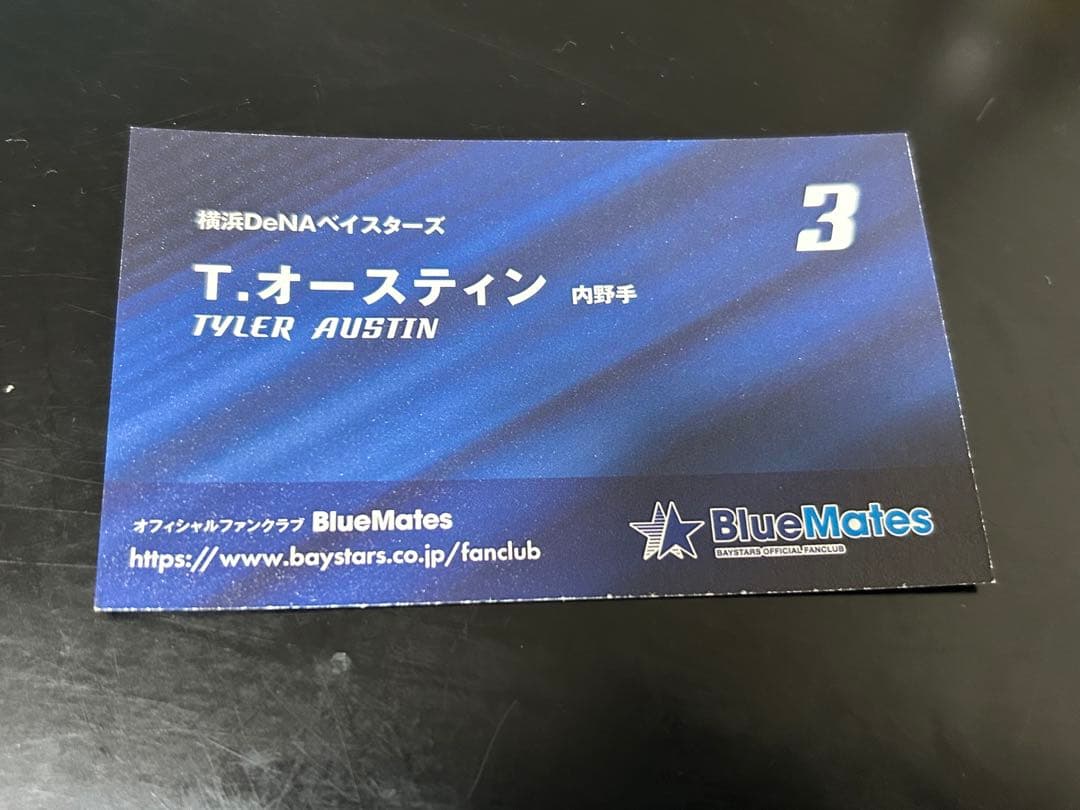 横浜DeNAベイスターズ
3
T.オースティン 内野手
TYLER AUSTIN
オフィシャルファンクラブ BlueMates
https://www.baystars.co.jp/fanclub
BlueMates
BAYSTARS OFFICIAL FANCLUB